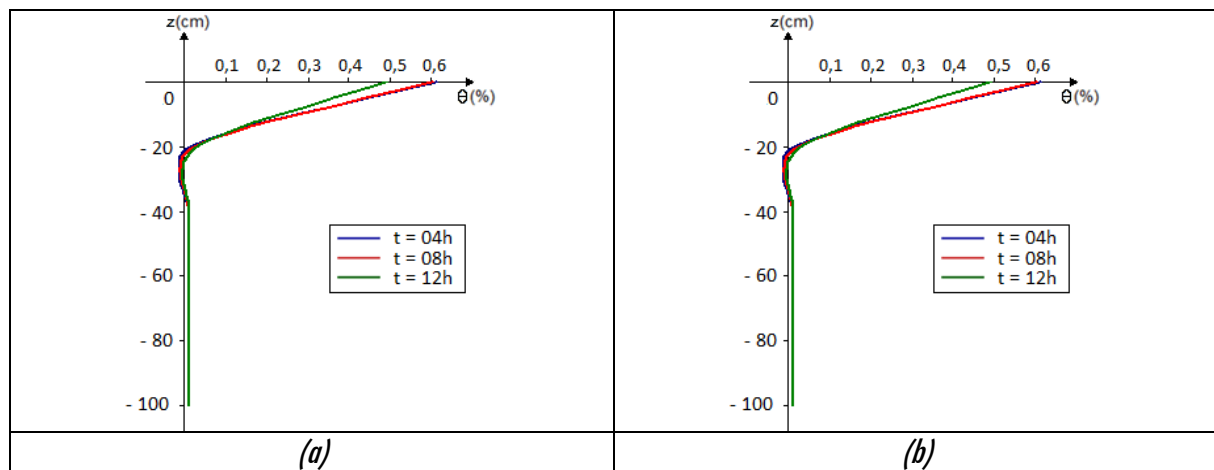 z(cm)
0,1 0,2 0,3 0,4 0,5 0,6
0
θ(%)
- 20
- 40
t = 04h
t = 08h
t = 12h
- 60
- 80
- 100
(a)
z(cm)
0,1 0,2 0,3 0,4 0,5 0,6
0
θ(%)
- 20
- 40
t = 04h
t = 08h
t = 12h
- 60
- 80
- 100
(b)